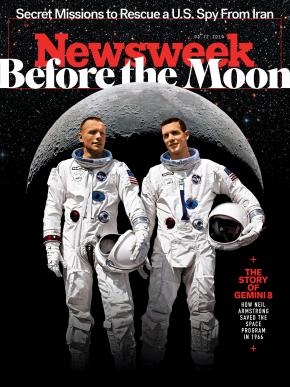 Secret Missions to Rescue a U.S. Spy From Iran
Newsweek
Before the Moon
THE
STORY
OF
GEMINI 8
HOW NEIL
ARMSTRONG
SAVED THE
SPACE
PROGRAM
IN 1966